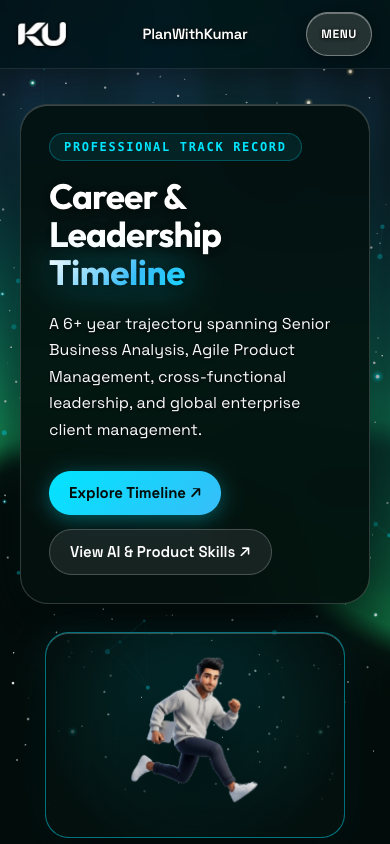 KU
PlanWithKumar
MENU
PROFESSIONAL TRACK RECORD
Career &
Leadership
Timeline
A 6+ year trajectory spanning Senior
Business Analysis, Agile Product
Management, cross-functional
leadership, and global enterprise
client management.
Explore Timeline ↗
View AI & Product Skills ↗